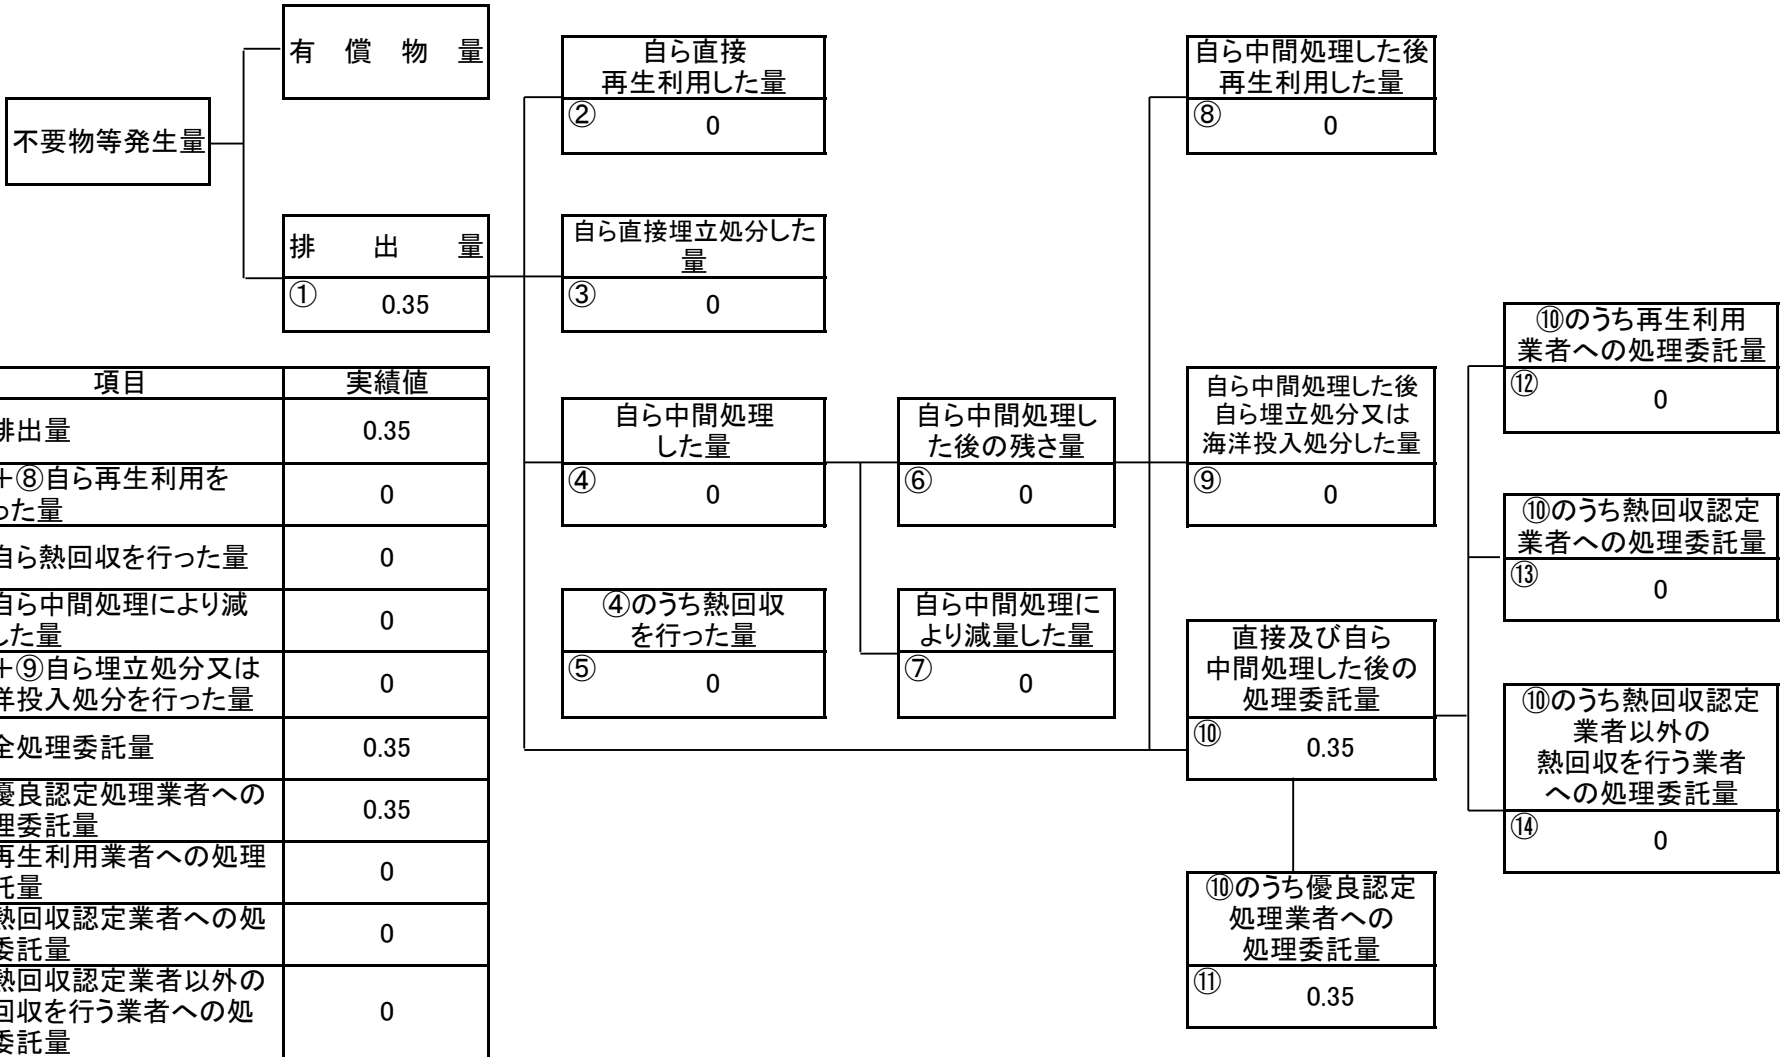 有償物量
不要物等発生量
排出量
①
0.35
自ら直接
再生利用した量
②
0
自ら直接埋立処分した
量
③
0
自ら中間処理
した量
④
0
④のうち熱回収
を行った量
⑤
0
自ら中間処理し
た後の残さ量
⑥
0
自ら中間処理に
より減量した量
⑦
0
自ら中間処理した後
再生利用した量
⑧
0
自ら中間処理した後
自ら埋立処分又は
海洋投入処分した量
⑨
0
直接及び自ら
中間処理した後の
処理委託量
⑩
0.35
⑩のうち優良認定
処理業者への
処理委託量
⑪
0.35
⑩のうち再生利用
業者への処理委託量
⑫
0
⑩のうち熱回収認定
業者への処理委託量
⑬
0
⑩のうち熱回収認定
業者以外の
熱回収を行う業者
への処理委託量
⑭
0
項目 実績値
排出量 0.35
+⑧自ら再生利用を
った量
0
自ら熱回収を行った量 0
自ら中間処理により減
した量
0
+⑨自ら埋立処分又は
洋投入処分を行った量
0
全処理委託量 0.35
優良認定処理業者への
理委託量
0.35
再生利用業者への処理
託量
0
熱回収認定業者への処
委託量
0
熱回収認定業者以外の
回収を行う業者への処
委託量
0